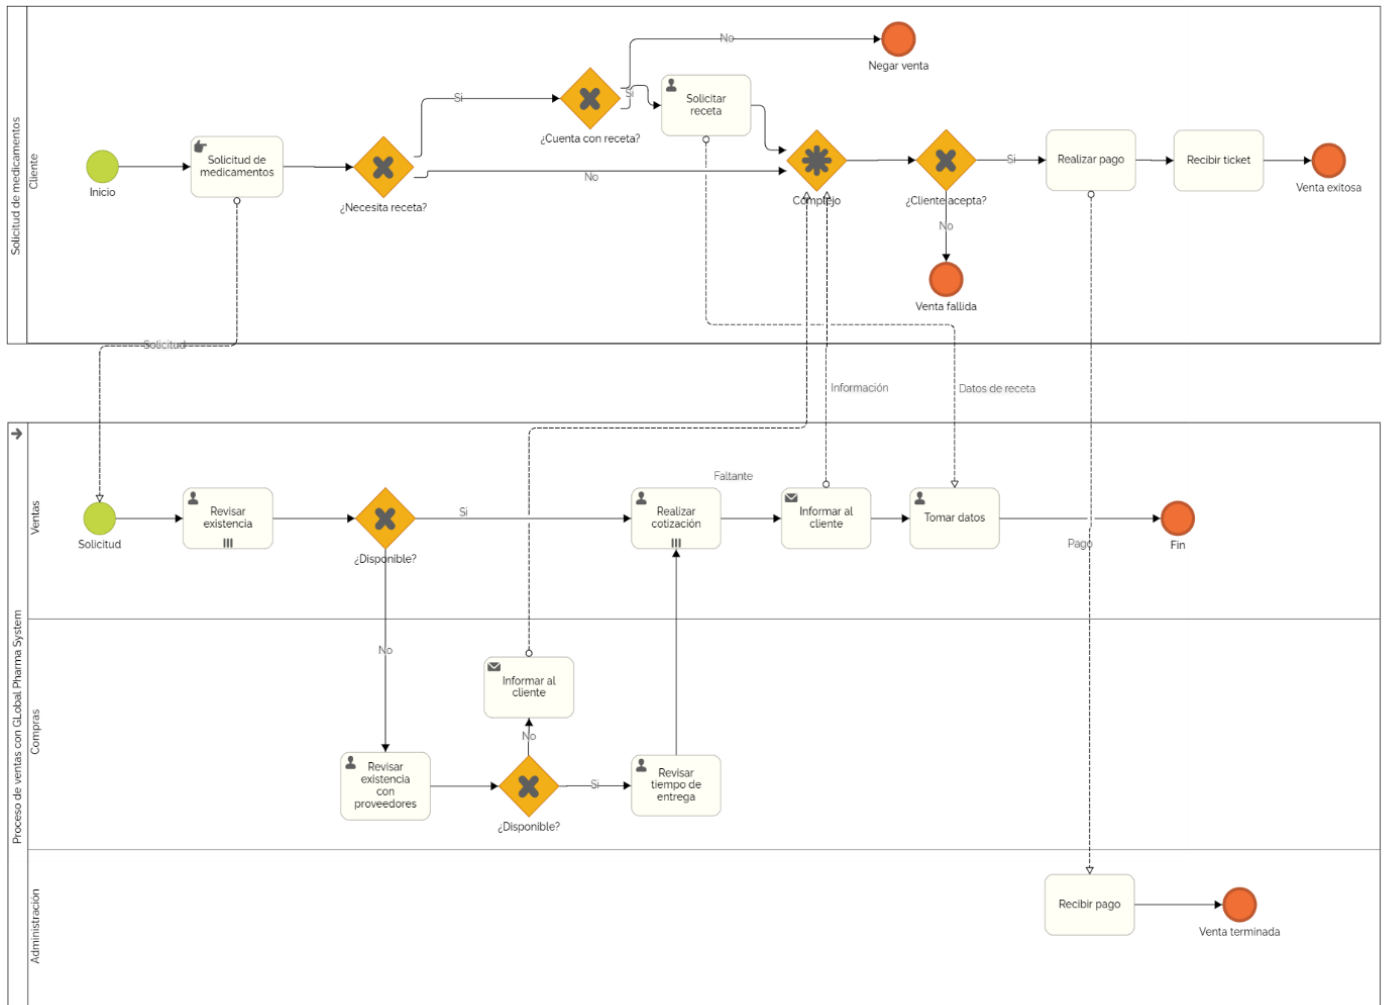 Solicitud de medicamentos
Cliente
Inicio
Solicitud de
medicamentos
¿Necesita receta?
Si
No
¿Cuenta con receta?
No
Si
Negar venta
Solicitar
receta
Complejo
¿Cliente acepta?
Si
No
Venta fallida
Realizar pago
Recibir ticket
Venta exitosa
Solicitud
Información
Datos de receta
Proceso de ventas con GLobal Pharma System
Ventas
Solicitud
Revisar
existencia
¿Disponible?
Si
No
Realizar
cotización
Faltante
Informar al
cliente
Tomar datos
Pago
Fin
Compras
Revisar
existencia
con
proveedores
¿Disponible?
No
Informar al
cliente
Si
Revisar
tiempo de
entrega
Administración
Recibir pago
Venta terminada